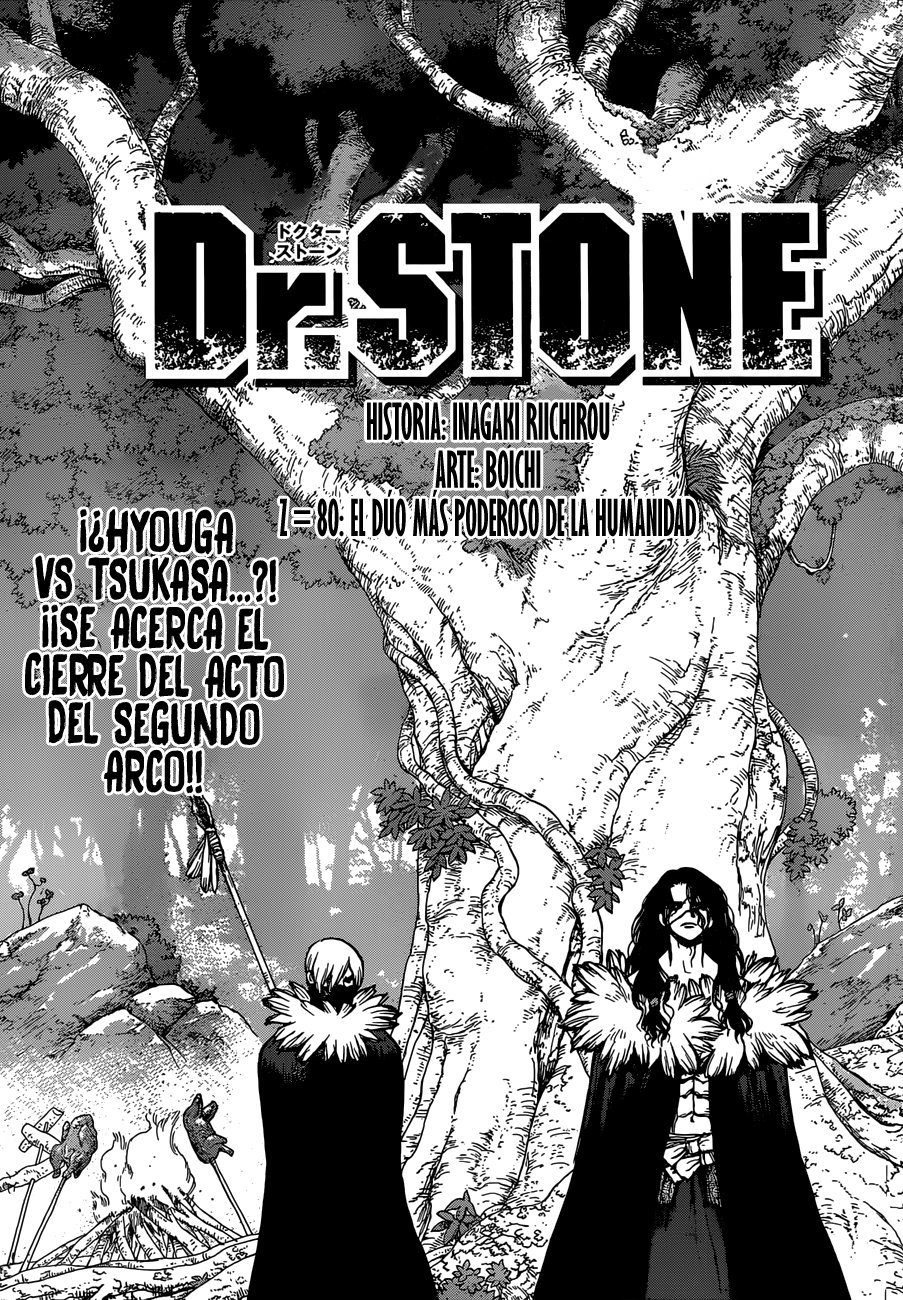 ドクター
ストーン
Dr.STONE
HISTORIA: INAGAKI RIICHIROU
ARTE: BOICHI
Z=80: EL DÚO MÁS PODEROSO DE LA HUMANIDAD
¡¿HYOUGA
VS TSUKASA...?!
¡¡SE ACERCA EL
CIERRE DEL ACTO
DEL SEGUNDO
ARCO!!